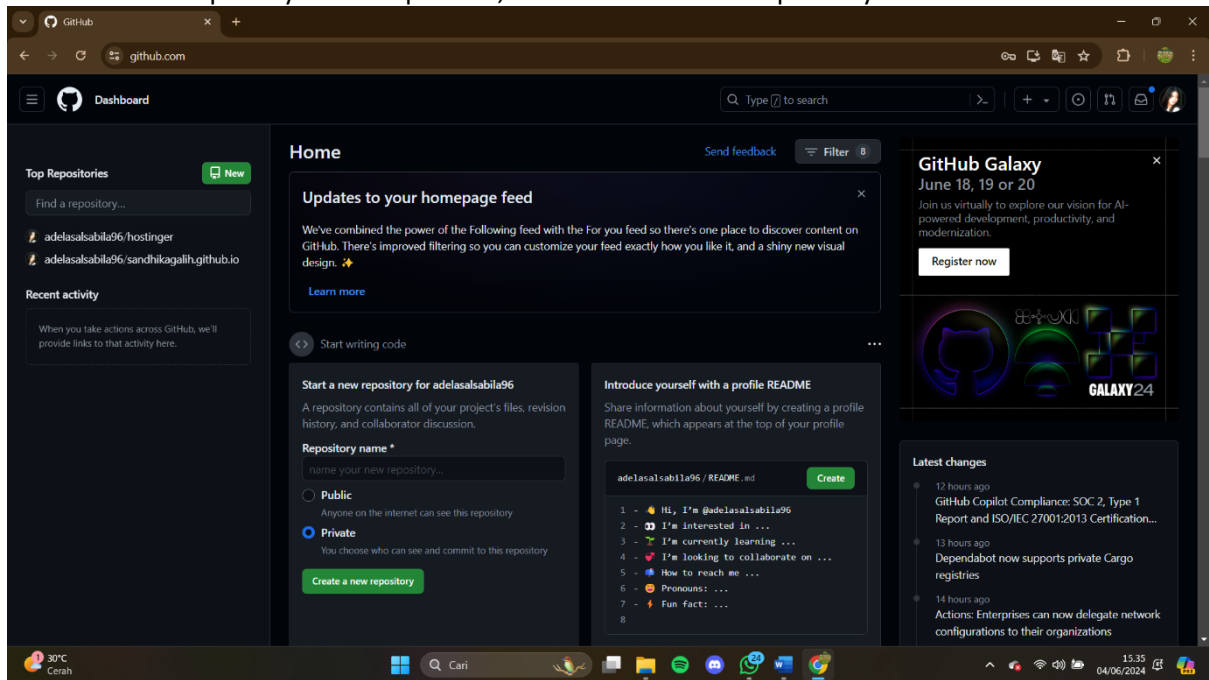 GitHub
github.com
Dashboard
Type / to search
Top Repositories
New
Find a repository...
adelasalsabila96/hostinger
adelasalsabila96/sandhikagalih.github.io
Recent activity
When you take actions across GitHub, we'll
provide links to that activity here.
Home
Send feedback
Filter 8
Updates to your homepage feed
We've combined the power of the Following feed with the For you feed so there's one place to discover content on
GitHub. There's improved filtering so you can customize your feed exactly how you like it, and a shiny new visual
design. ✨
Learn more
Start writing code
Start a new repository for adelasalsabila96
A repository contains all of your project's files, revision
history, and collaborator discussion.
Repository name *
name your new repository...
Public
Anyone on the internet can see this repository
Private
You choose who can see and commit to this repository
Create a new repository
Introduce yourself with a profile README
Share information about yourself by creating a profile
README, which appears at the top of your profile
page.
adelasalsabila96/README.md
Create
1 - 👋 Hi, I'm @adelasalsabila96
2 - 👀 I'm interested in ...
3 - 🌱 I'm currently learning ...
4 - 💞️ I'm looking to collaborate on ...
5 - 📫 How to reach me ...
6 - 😄 Pronouns: ...
7 - ⚡ Fun fact: ...
8
GitHub Galaxy
June 18, 19 or 20
Join us virtually to explore our vision for AI-
powered development, productivity, and
modernization.
Register now
GALAXY24
Latest changes
12 hours ago
GitHub Copilot Compliance: SOC 2, Type 1
Report and ISO/IEC 27001:2013 Certification...
13 hours ago
Dependabot now supports private Cargo
registries
14 hours ago
Actions: Enterprises can now delegate network
configurations to their organizations
30°C
Cerah
Cari
24
15.35
04/06/2024